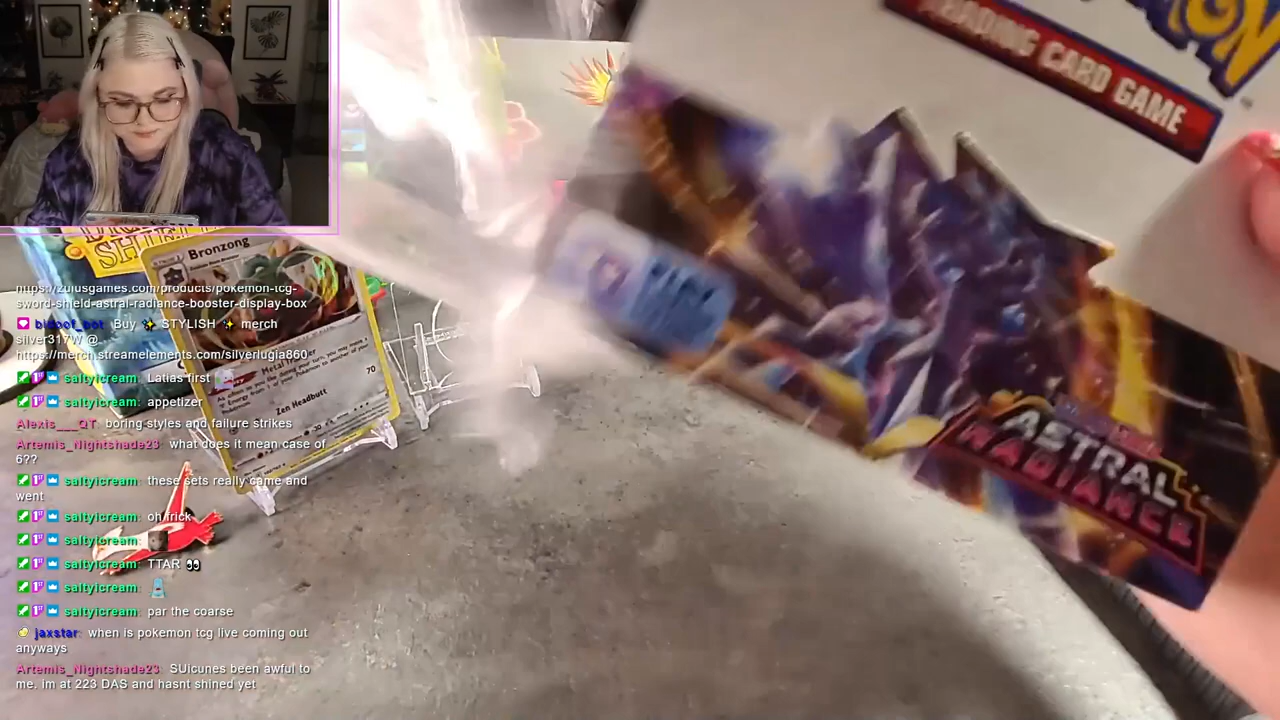 TRADING CARD GAME
Bronzong
70
Zen Headbutt
ASTRAL
RADIANCE
https://zulusgames.com/products/pokemon-tcg-
sword-shield-astral-radiance-booster-display-box
bidoof_bot Buy ✨ STYLISH ✨ merch
silver317W @
https://merch.streamelements.com/silverlugia860
saltyicream: Latias first
saltyicream: appetizer
Alexis___QT boring styles and failure strikes
Artemis_Nightshade23 what does it mean case of
6??
saltyicream: these sets really came and
went
saltyicream: oh frick
saltyicream:
saltyicream: TTAR 👀
saltyicream:
saltyicream: par the coarse
jaxstar: when is pokemon tcg live coming out
anyways
Artemis_Nightshade23 SUicunes been awful to
me. im at 223 DAS and hasnt shined yet